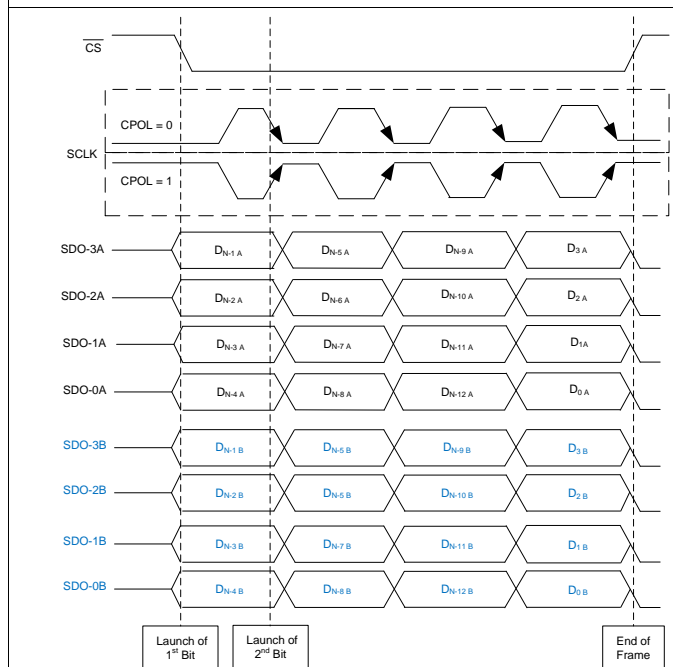 CS
CPOL = 0
SCLK
CPOL = 1
SDO-3A DN-1 A DN-5 A DN-9 A D3 A
SDO-2A DN-2 A DN-6 A DN-10 A D2 A
SDO-1A DN-3 A DN-7 A DN-11 A D1A
SDO-0A DN-4 A DN-8 A DN-12 A D0 A
SDO-3B DN-1 B DN-5 B DN-9 B D3 B
SDO-2B DN-2 B DN-5 B DN-10 B D2 B
SDO-1B DN-3 B DN-7 B DN-11 B D1 B
SDO-0B DN-4 B DN-8 B DN-12 B D0 B
Launch of
1st Bit
Launch of
2nd Bit
End of
Frame